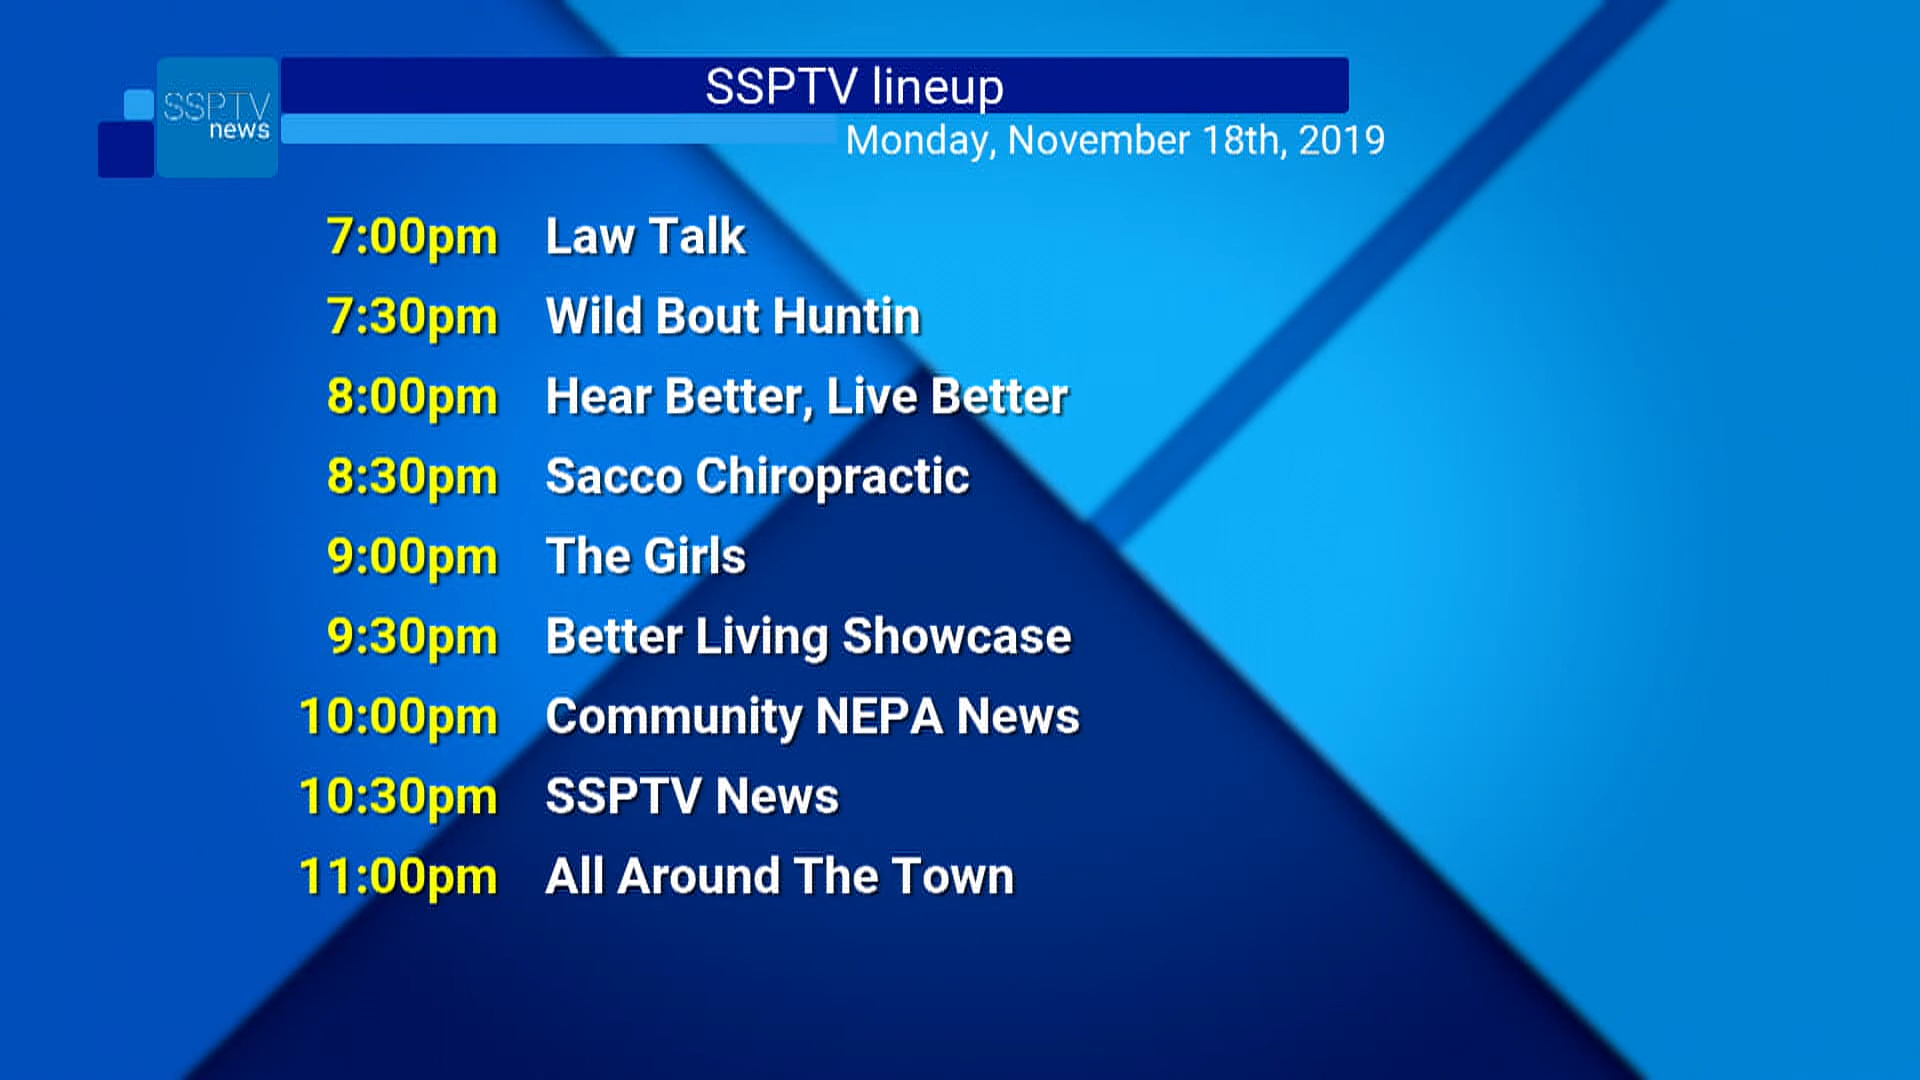 SSPTV
news
SSPTV lineup
Monday, November 18th, 2019
7:00pm Law Talk
7:30pm Wild Bout Huntin
8:00pm Hear Better, Live Better
8:30pm Sacco Chiropractic
9:00pm The Girls
9:30pm Better Living Showcase
10:00pm Community NEPA News
10:30pm SSPTV News
11:00pm All Around The Town